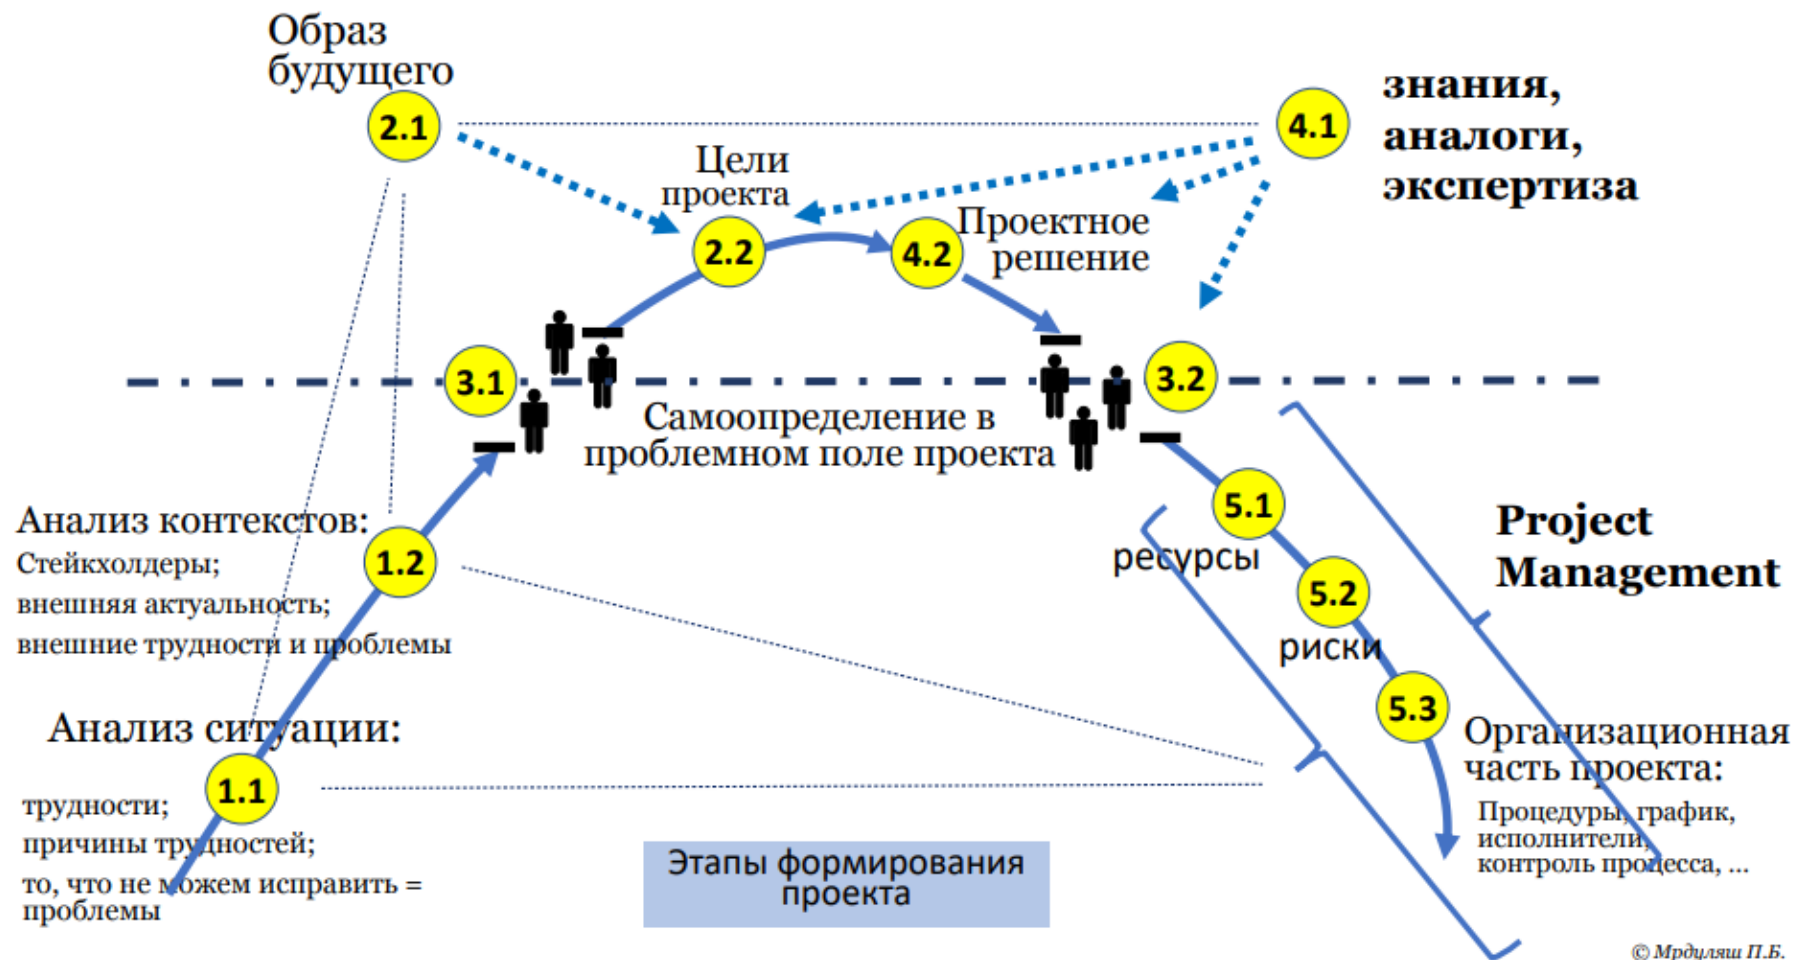 Образ
будущего
2.1
4.1
знания,
аналоги,
экспертиза
Цели
проекта
2.2
4.2
Проектное
решение
3.1
3.2
Самоопределение в
проблемном поле проекта
Анализ контекстов:
Стейкхолдеры;
внешняя актуальность;
внешние трудности и проблемы
1.2
Анализ ситуации:
1.1
трудности;
причины трудностей;
то, что не можем исправить =
проблемы
5.1
ресурсы
5.2
риски
5.3
Project
Management
Организационная
часть проекта:
Процедуры, график,
исполнители,
контроль процесса, ...
Этапы формирования
проекта
© Мрдуляш П.Б.